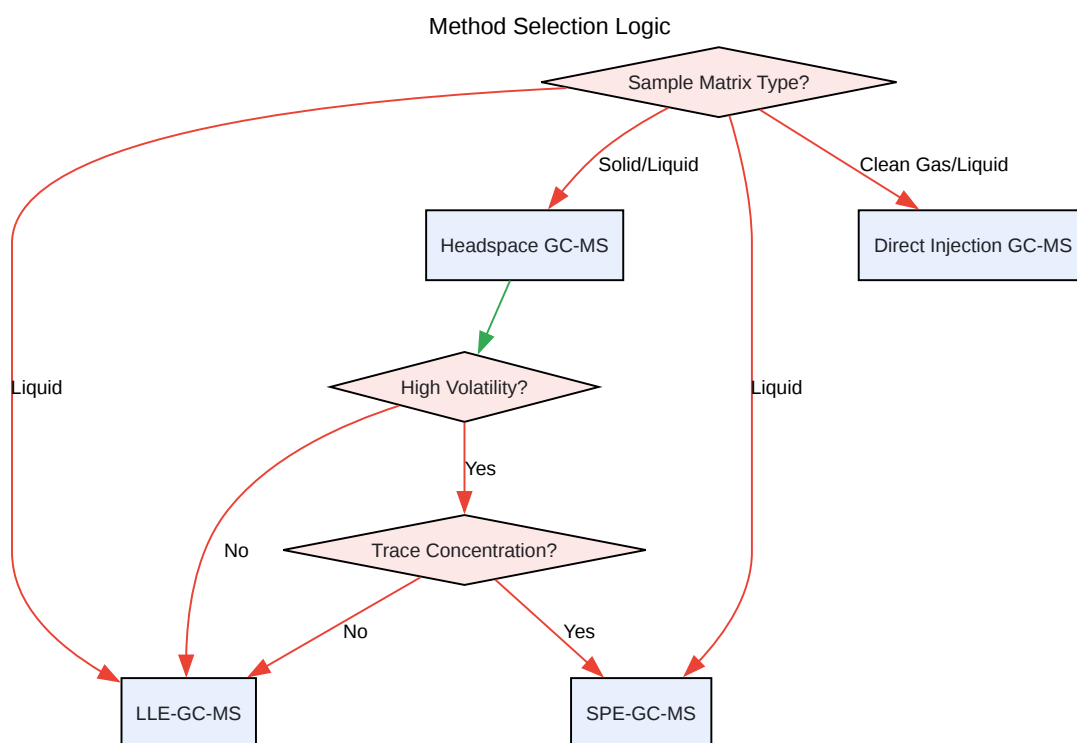 Method Selection Logic
Sample Matrix Type?
Solid/Liquid
Clean Gas/Liquid
Headspace GC-MS
Direct Injection GC-MS
Liquid
High Volatility?
Liquid
Yes
No
Trace Concentration?
No
Yes
LLE-GC-MS
SPE-GC-MS